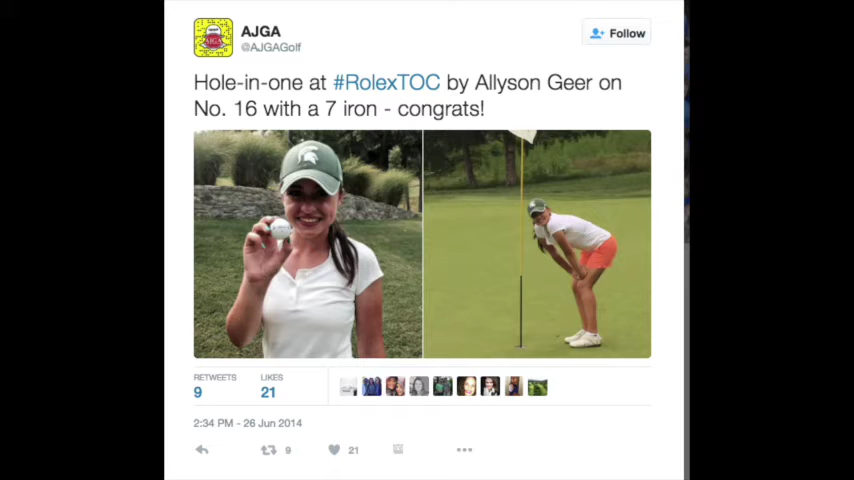 AJGA
@AJGAGolf
Follow
Hole-in-one at #RolexTOC by Allyson Geer on
No. 16 with a 7 iron - congrats!
RETWEETS LIKES
9 21
2:34 PM - 26 Jun 2014
9 21